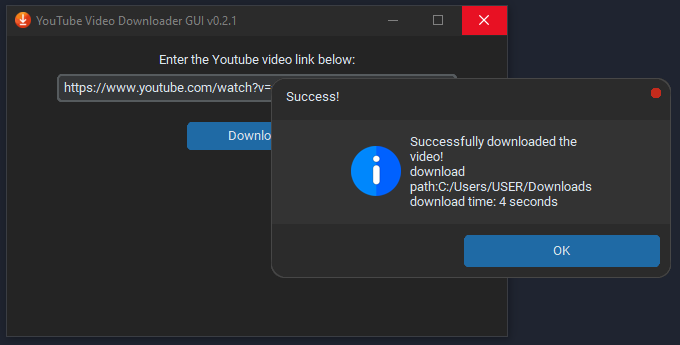 YouTube Video Downloader GUI v0.2.1
Enter the Youtube video link below:
https://www.youtube.com/watch?v=
Downlo
Success!
Successfully downloaded the
video!
download
path:C:/Users/USER/Downloads
download time: 4 seconds
OK